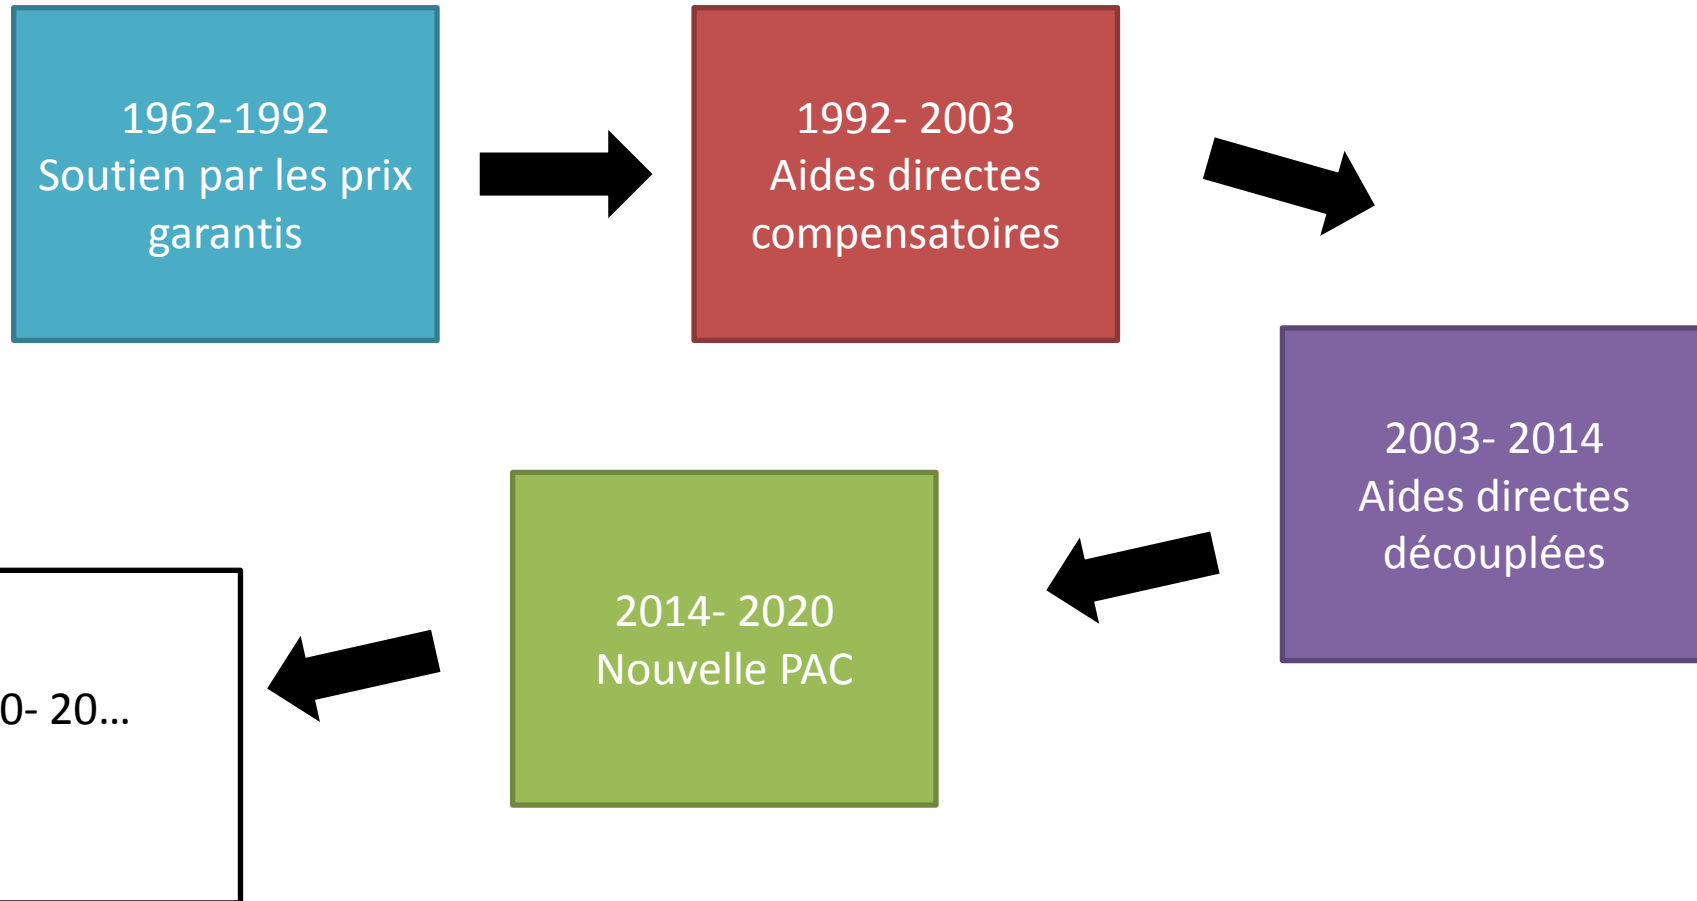 1962-1992
Soutien par les prix
garantis
1992- 2003
Aides directes
compensatoires
2003- 2014
Aides directes
découplées
2014- 2020
Nouvelle PAC
0- 20...